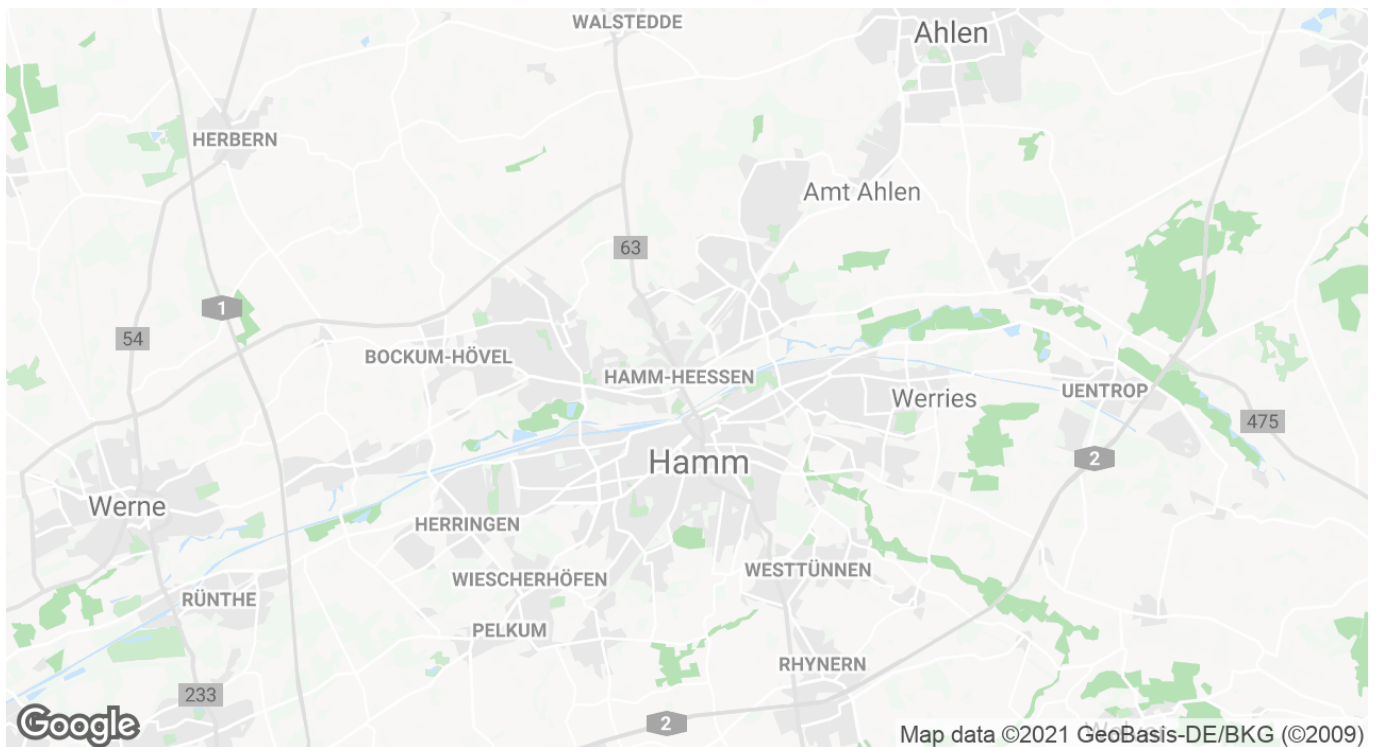 WALSTEDDE
Ahlen
HERBERN
Amt Ahlen
63
1
54
BOCKUM-HÖVEL
HAMM-HEESSEN
Werries
UENTROP
475
2
Hamm
Werne
HERRINGEN
WESTTÜNNEN
WIESCHERHÖFEN
RÜNTHE
PELKUM
RHYNERN
233
2
Google
Map data ©2021 GeoBasis-DE/BKG (©2009)